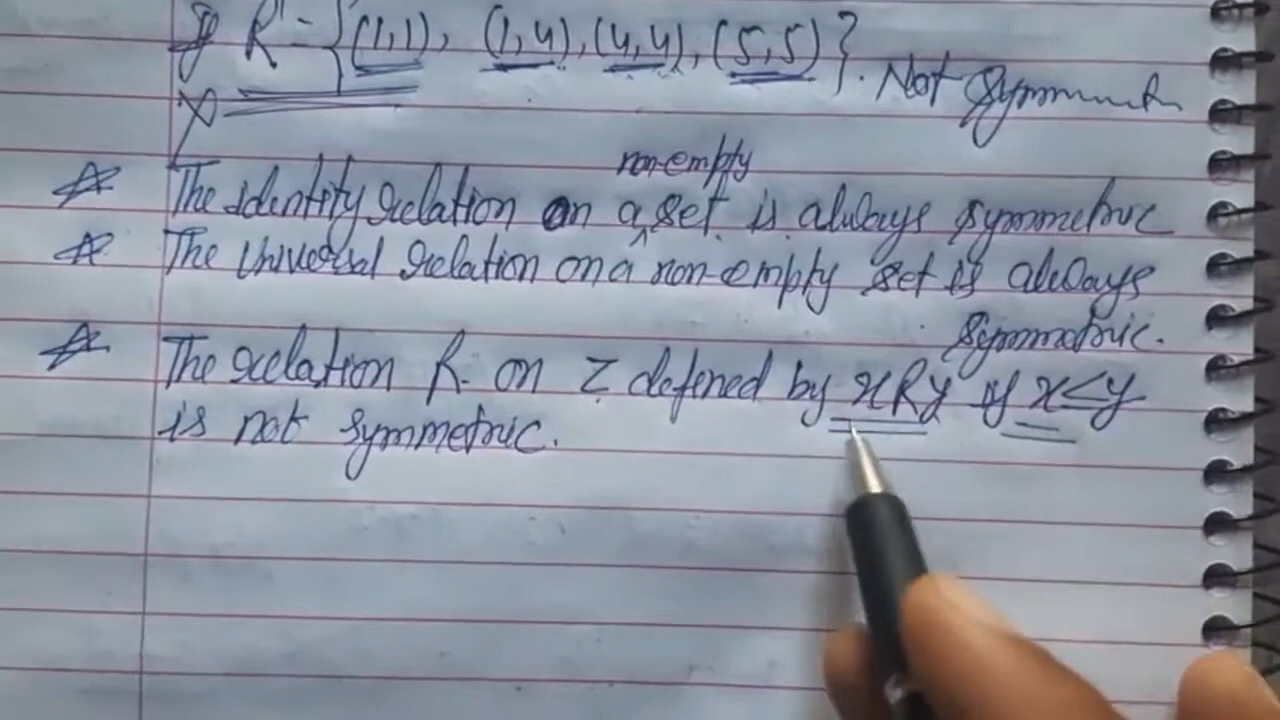 If R = {(1,1), (1,4), (4,4), (5,5)}. Not Symmetric
non-empty
The identity relation on a set is always symmetric
The Universal relation on a non-empty set is always
Symmetric.
The relation R on Z defined by xRy if x<y
is not symmetric.